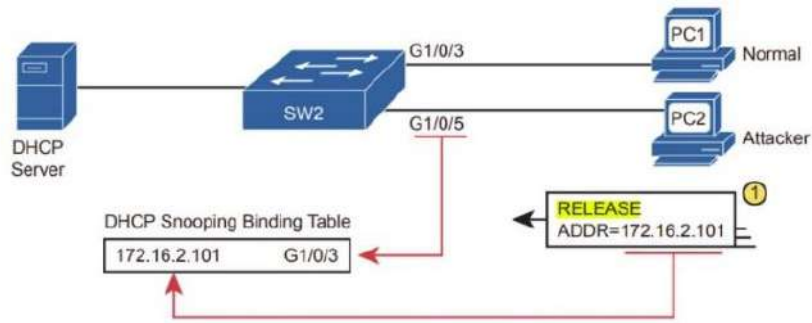 PC1
G1/0/3
Normal
SW2
PC2
G1/0/5
Attacker
DHCP
Server
1
RELEASE
ADDR=172.16.2.101
DHCP Snooping Binding Table
172.16.2.101 G1/0/3